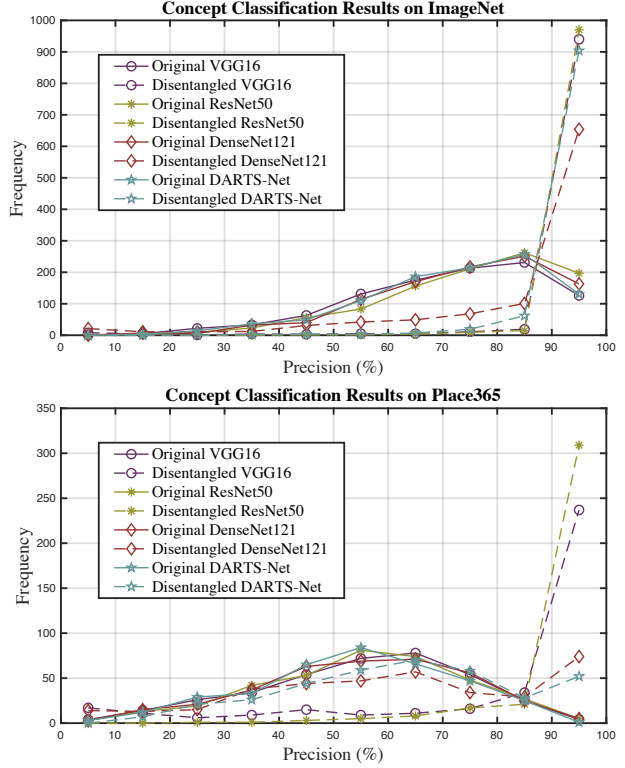 Concept Classification Results on ImageNet
1000
900
800
700
600
500
400
300
200
100
0
Frequency
Original VGG16
Disentangled VGG16
Original ResNet50
Disentangled ResNet50
Original DenseNet121
Disentangled DenseNet121
Original DARTS-Net
Disentangled DARTS-Net
0 10 20 30 40 50 60 70 80 90 100
Precision (%)
Concept Classification Results on Place365
350
300
250
200
150
100
50
0
Frequency
Original VGG16
Disentangled VGG16
Original ResNet50
Disentangled ResNet50
Original DenseNet121
Disentangled DenseNet121
Original DARTS-Net
Disentangled DARTS-Net
0 10 20 30 40 50 60 70 80 90 100
Precision (%)